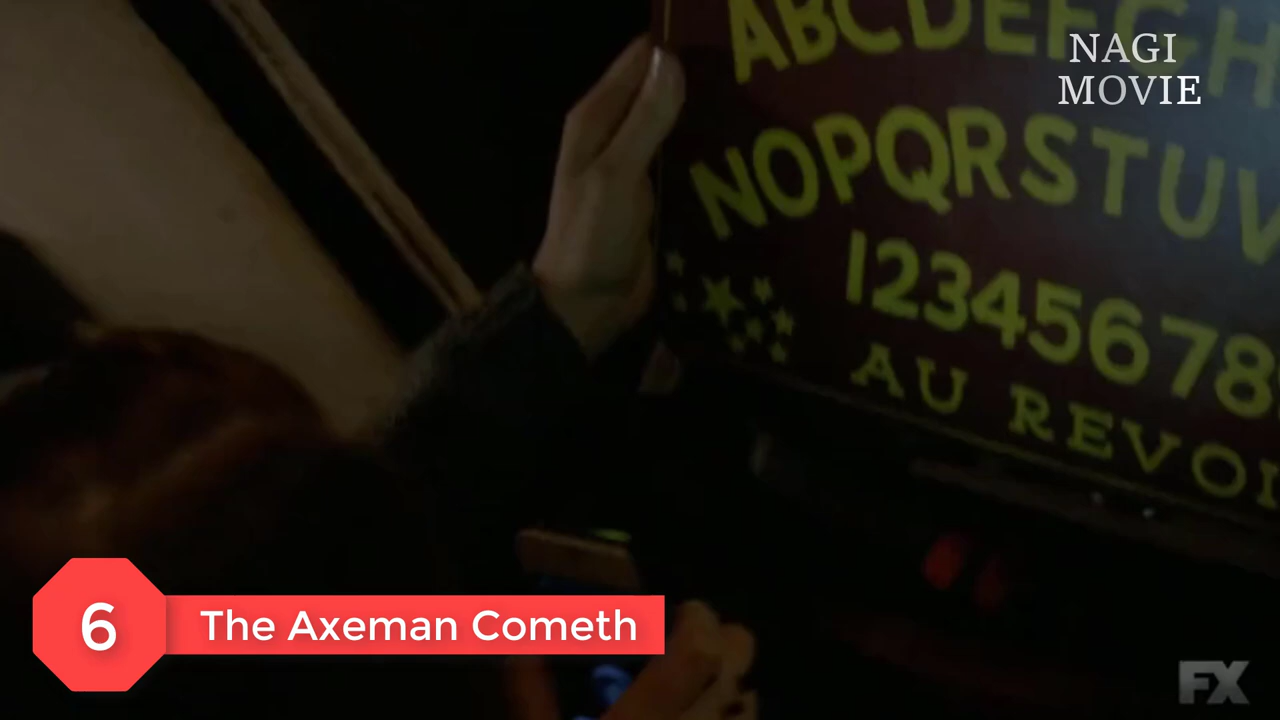 ABCDEFGH
NAGI
MOVIE
NOPQRSTUV
12345678
AU REVOI
6
The Axeman Cometh
FX